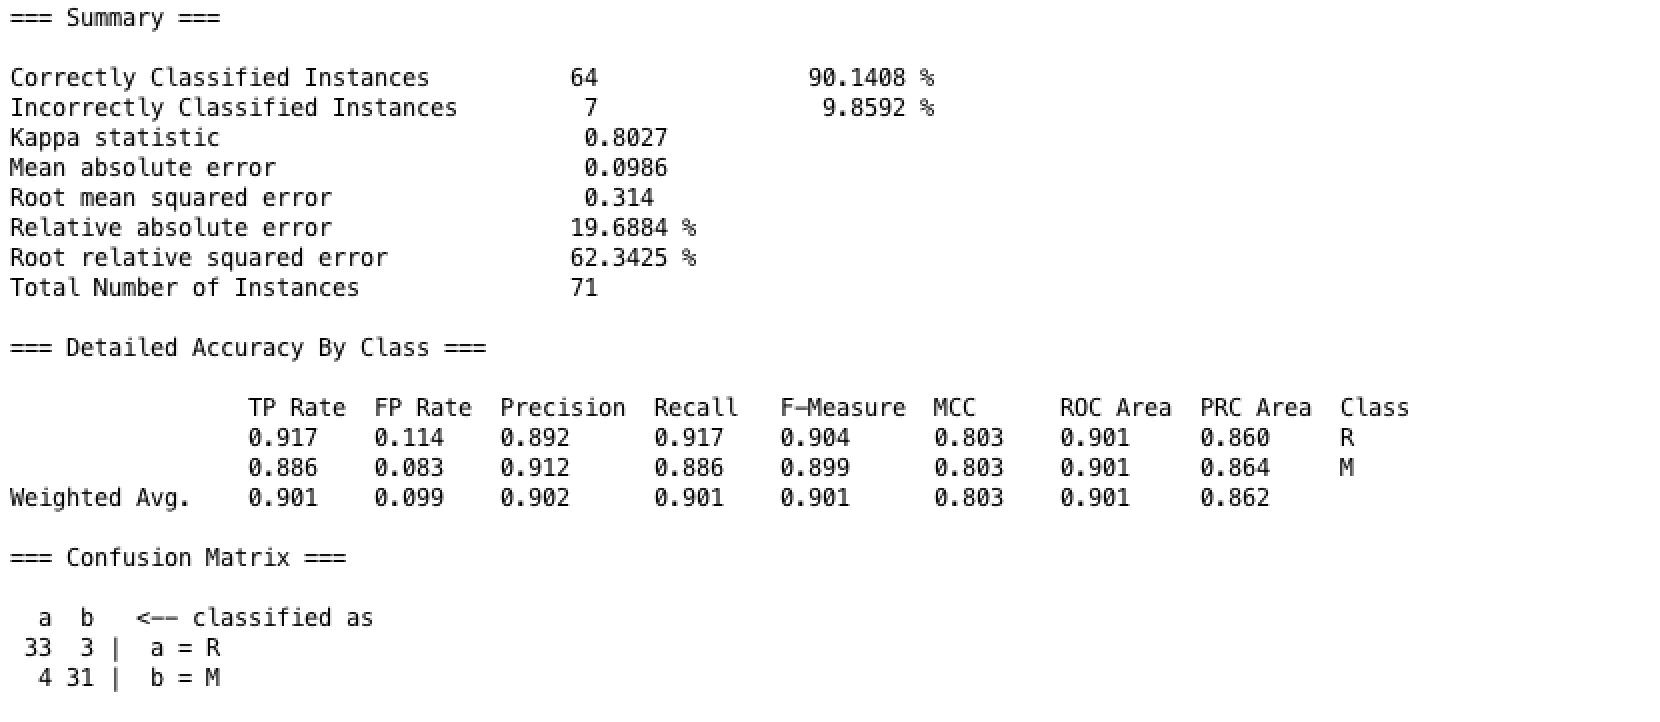 === Summary ===
Correctly Classified Instances 64 90.1408 %
Incorrectly Classified Instances 7 9.8592 %
Kappa statistic 0.8027
Mean absolute error 0.0986
Root mean squared error 0.314
Relative absolute error 19.6884 %
Root relative squared error 62.3425 %
Total Number of Instances 71
=== Detailed Accuracy By Class ===
TP Rate FP Rate Precision Recall F-Measure MCC ROC Area PRC Area Class
0.917 0.114 0.892 0.917 0.904 0.803 0.901 0.860 R
0.886 0.083 0.912 0.886 0.899 0.803 0.901 0.864 M
Weighted Avg. 0.901 0.099 0.902 0.901 0.901 0.803 0.901 0.862
=== Confusion Matrix ===
a b <-- classified as
33 3 | a = R
4 31 | b = M